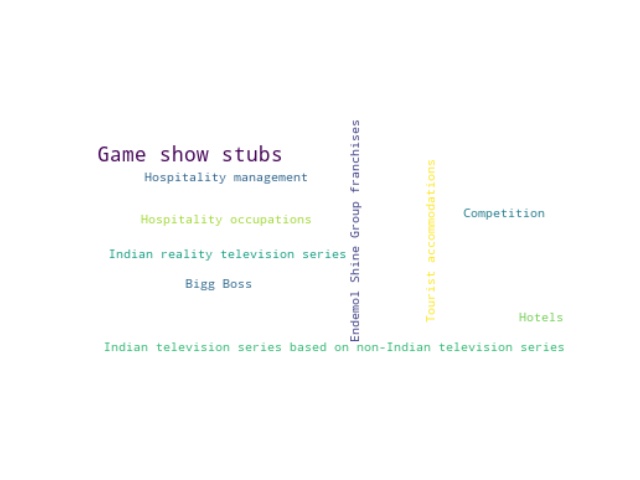 Game show stubs
Hospitality management
Endemol Shine Group franchises
Tourist accommodations
Competition
Hospitality occupations
Indian reality television series
Bigg Boss
Hotels
Indian television series based on non-Indian television series